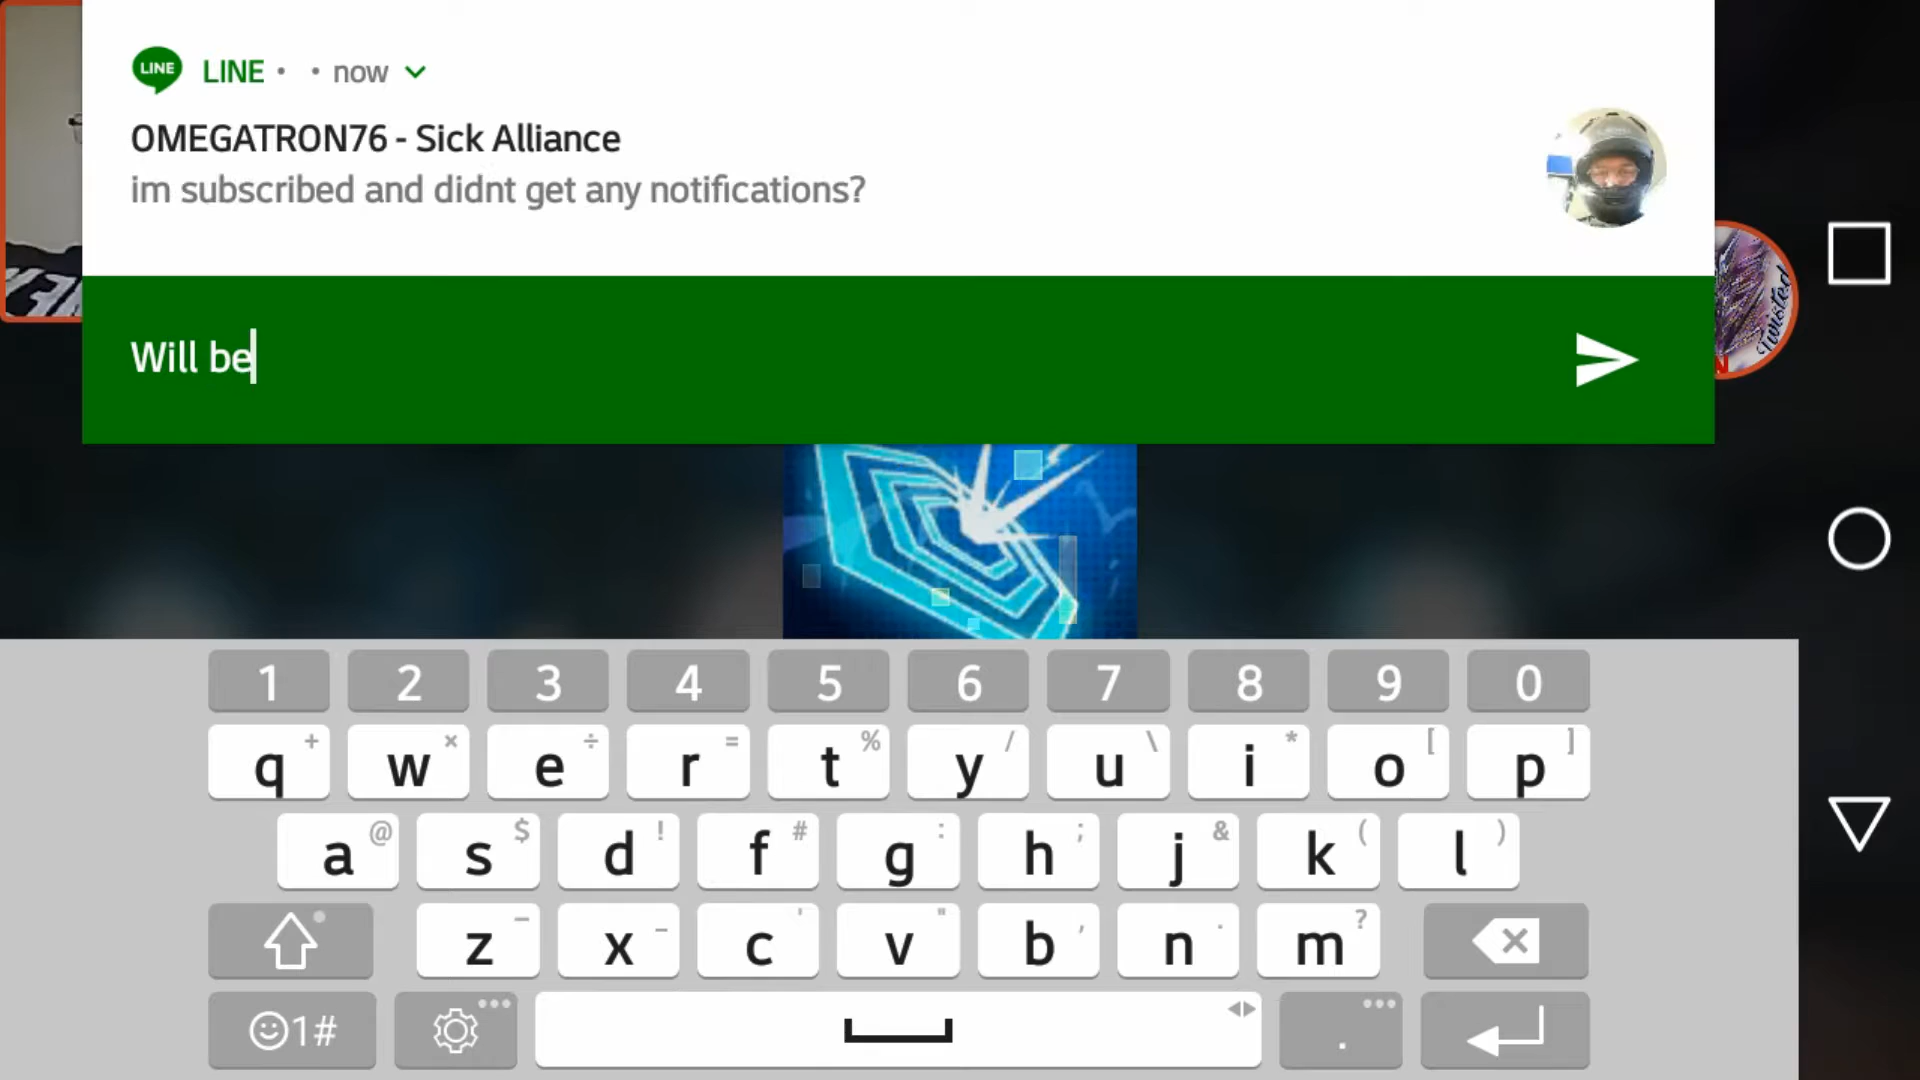 LINE LINE • • now
OMEGATRON76 - Sick Alliance
im subscribed and didnt get any notifications?
Will be
Twisted
N
1 2 3 4 5 6 7 8 9 0
q + w × e ÷ r = t % y / u \ i * o [ p ]
a @ s $ d ! f # g : h ; j & k ( l )
z – x - c ' v " b , n . m ?
1# .